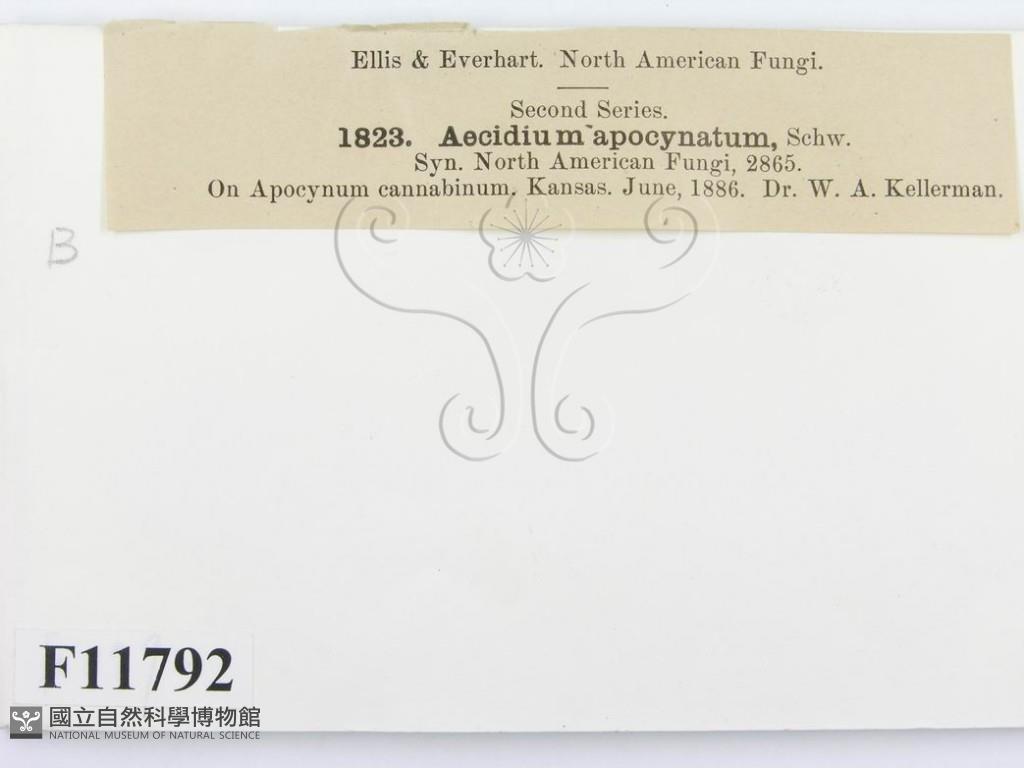 Ellis & Everhart. North American Fungi.
Second Series.
1823. Aecidium apocynatum, Schw.
Syn. North American Fungi, 2865.
On Apocynum cannabinum. Kansas. June, 1886. Dr. W. A. Kellerman.
B
F11792
國立自然科學博物館
NATIONAL MUSEUM OF NATURAL SCIENCE